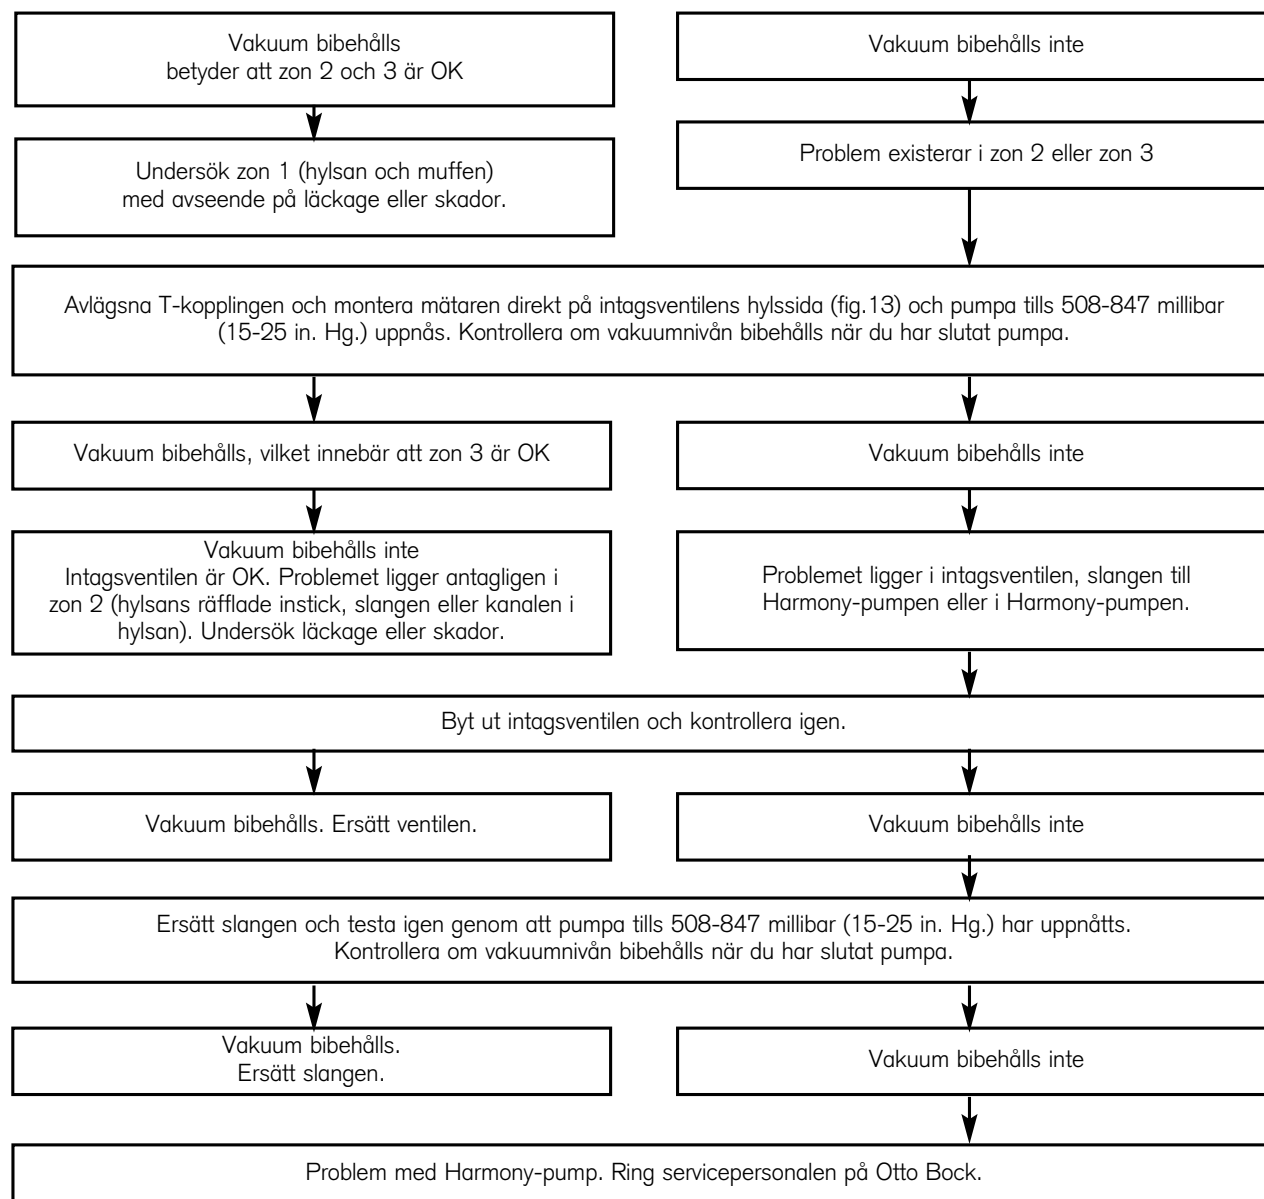 Vakuum bibehålls
betyder att zon 2 och 3 är OK
Vakuum bibehålls inte
Undersök zon 1 (hylsan och muffen)
med avseende på läckage eller skador.
Problem existerar i zon 2 eller zon 3
Avlägsna T-kopplingen och montera mätaren direkt på intagsventilens hylssida (fig.13) och pumpa tills 508-847 millibar
(15-25 in. Hg.) uppnås. Kontrollera om vakuumnivån bibehålls när du har slutat pumpa.
Vakuum bibehålls, vilket innebär att zon 3 är OK
Vakuum bibehålls inte
Vakuum bibehålls inte
Intagsventilen är OK. Problemet ligger antagligen i
zon 2 (hylsans räfflade instick, slangen eller kanalen i
hylsan). Undersök läckage eller skador.
Problemet ligger i intagsventilen, slangen till
Harmony-pumpen eller i Harmony-pumpen.
Byt ut intagsventilen och kontrollera igen.
Vakuum bibehålls. Ersätt ventilen.
Vakuum bibehålls inte
Ersätt slangen och testa igen genom att pumpa tills 508-847 millibar (15-25 in. Hg.) har uppnåtts.
Kontrollera om vakuumnivån bibehålls när du har slutat pumpa.
Vakuum bibehålls.
Ersätt slangen.
Vakuum bibehålls inte
Problem med Harmony-pump. Ring servicepersonalen på Otto Bock.